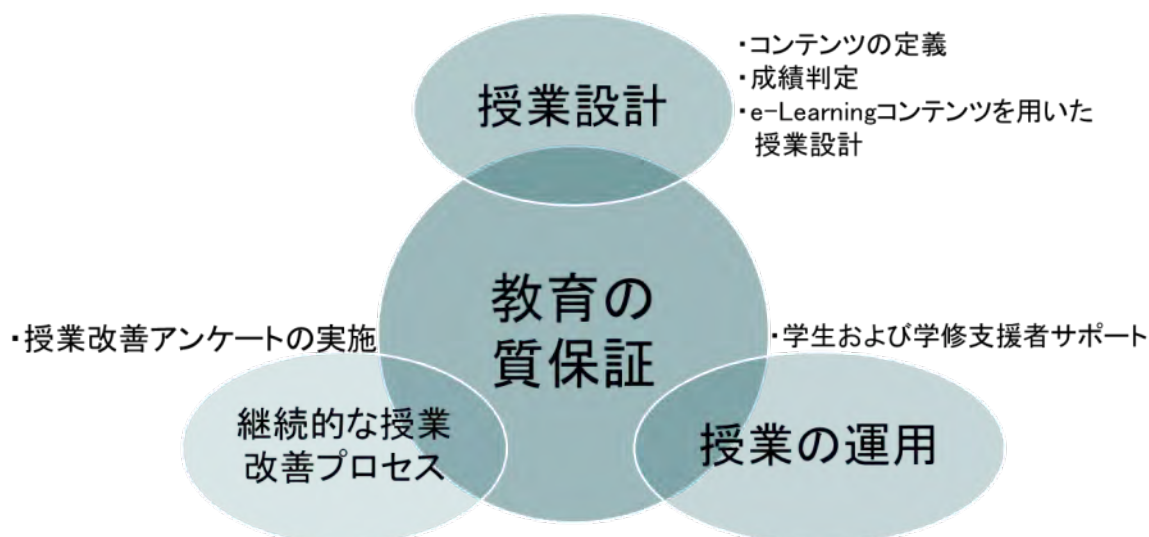 授業設計
・コンテンツの定義
・成績判定
・e-Learningコンテンツを用いた
授業設計
教育の
質保証
・授業改善アンケートの実施
継続的な授業
改善プロセス
・学生および学修支援者サポート
授業の運用